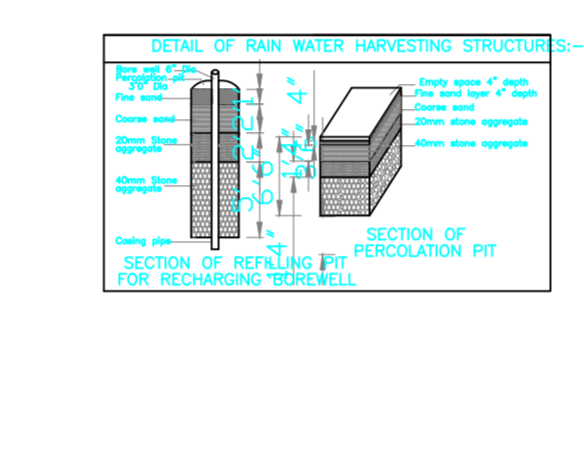 DETAIL OF RAIN WATER HARVESTING STRUCTURES:-
Bore well 6" Dia
Percolation pit
3'0" Dia
Fine sand
Coarse sand
20mm Stone
aggregate
40mm Stone
aggregate
Casing pipe
SECTION OF REFILLING PIT
FOR RECHARGING BOREWELL
4"
Empty space 4" depth
Fine sand layer 4" depth
Coarse sand
20mm stone aggregate
40mm stone aggregate
SECTION OF
PERCOLATION PIT